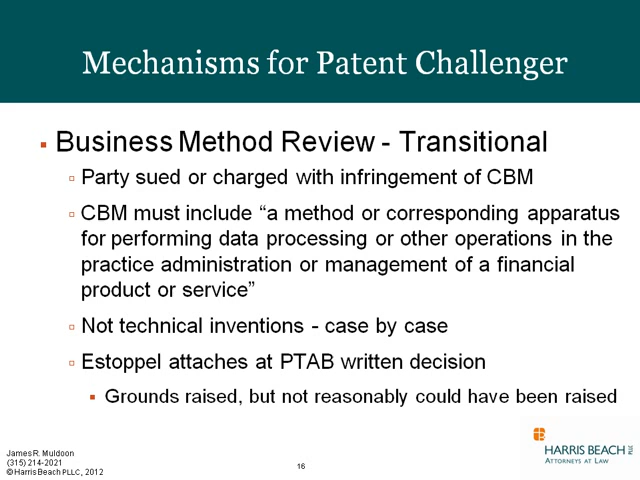 Mechanisms for Patent Challenger
Business Method Review - Transitional
Party sued or charged with infringement of CBM
CBM must include “a method or corresponding apparatus
for performing data processing or other operations in the
practice administration or management of a financial
product or service”
Not technical inventions - case by case
Estoppel attaches at PTAB written decision
Grounds raised, but not reasonably could have been raised
James R. Muldoon
(315) 214-2021
© Harris Beach PLLC, 2012
16
HARRIS BEACH PLLC
ATTORNEYS AT LAW